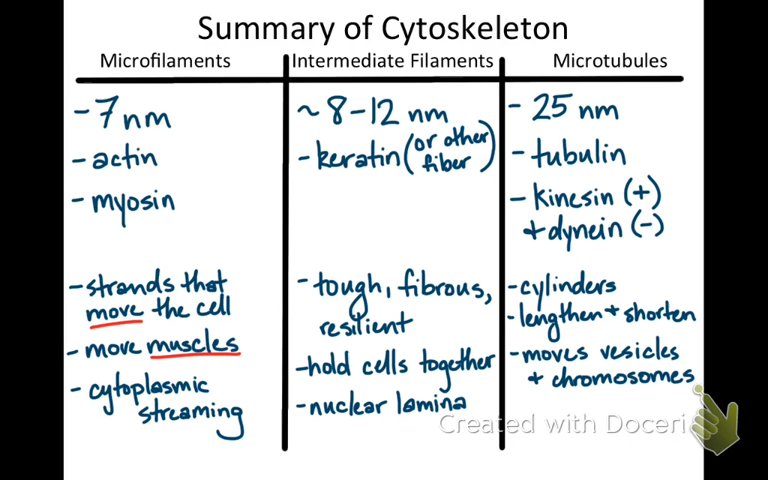 Summary of Cytoskeleton
Microfilaments
- 7 nm
- actin
- myosin
- strands that
move the cell
- move muscles
- cytoplasmic
streaming
Intermediate Filaments
~ 8-12 nm
- keratin (or other
fiber)
- tough, fibrous,
resilient
- hold cells together
- nuclear lamina
Microtubules
- 25 nm
- tubulin
- kinesin (+)
+ dynein (-)
- cylinders
- lengthen + shorten
- moves vesicles
+ chromosomes
Created with Doceri